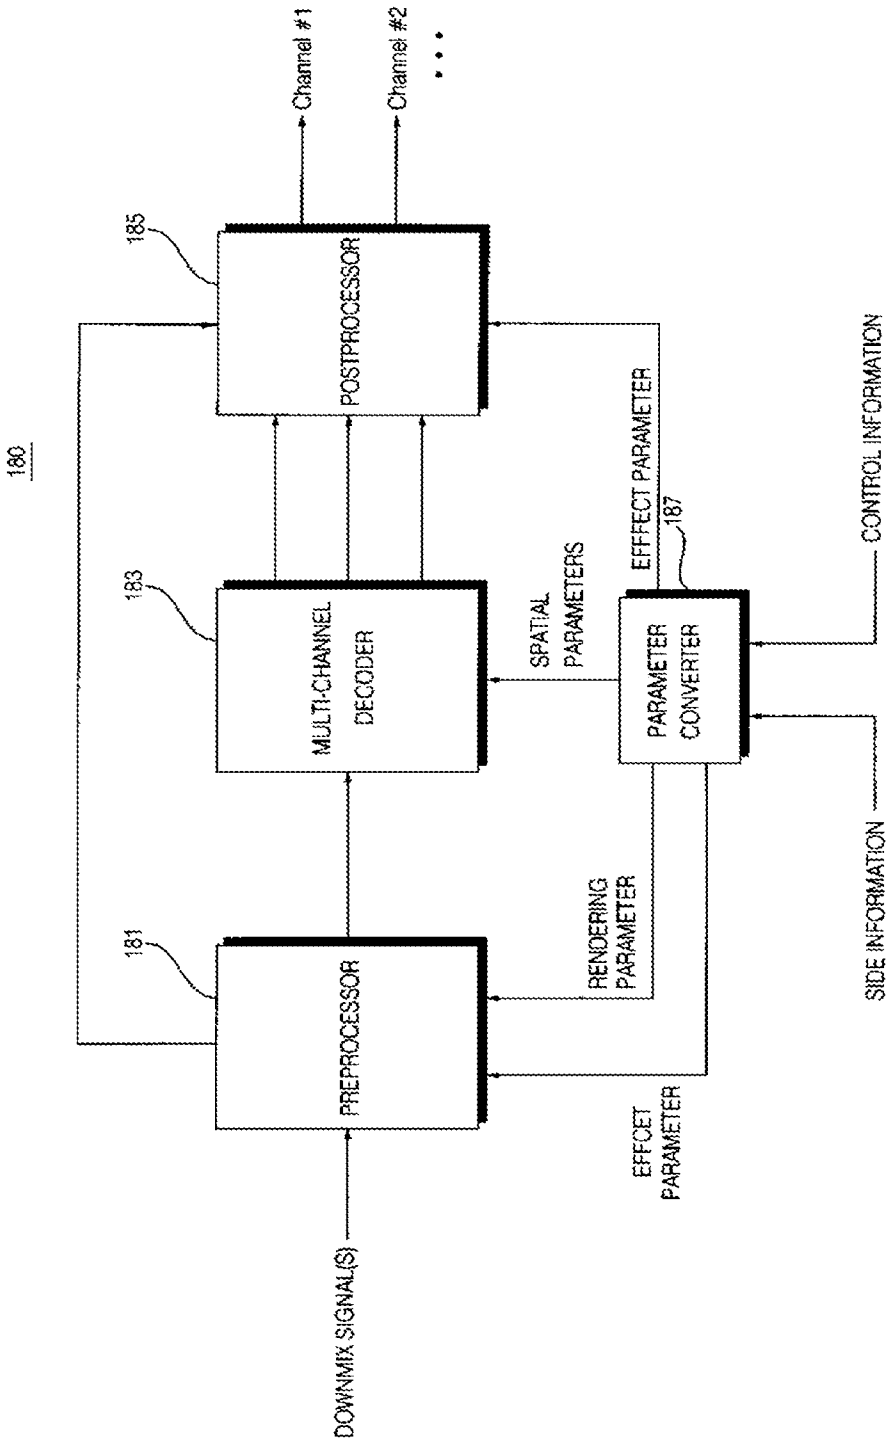 180
181
183
185
DOWNMIX SIGNAL(S)
PREPROCESSOR
MULTI-CHANNEL
DECODER
POSTPROCESSOR
Channel #1
Channel #2
• • •
RENDERING
PARAMETER
SPATIAL
PARAMETERS
EFFFECT PARAMETER
EFFCET
PARAMETER
187
PARAMETER
CONVERTER
SIDE INFORMATION
CONTROL INFORMATION